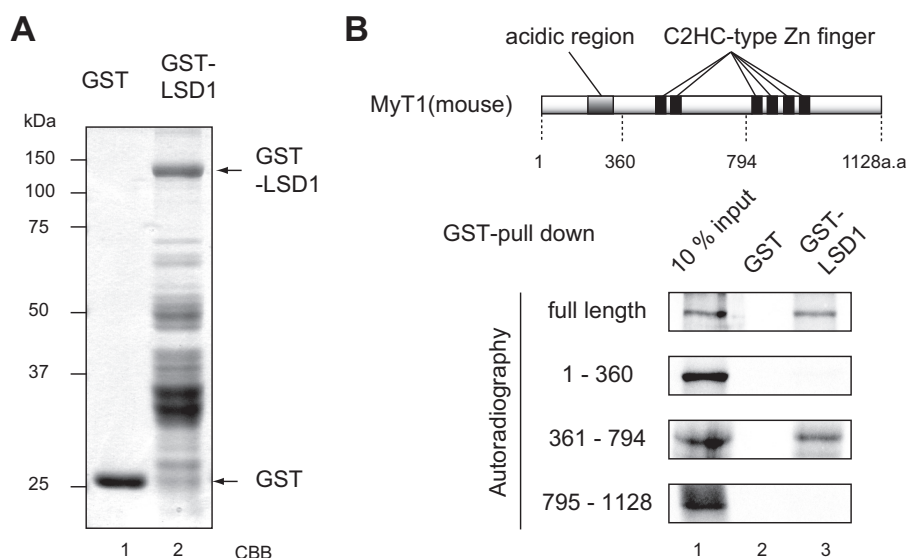 A
GST
GST-
LSD1
kDa
150
100
75
50
37
25
GST
-LSD1
GST
1 2 CBB
B
acidic region
C2HC-type Zn finger
MyT1(mouse)
1 360 794 1128a.a
GST-pull down
10 % input
GST
GST-
LSD1
Autoradiography
full length
1 - 360
361 - 794
795 - 1128
1 2 3